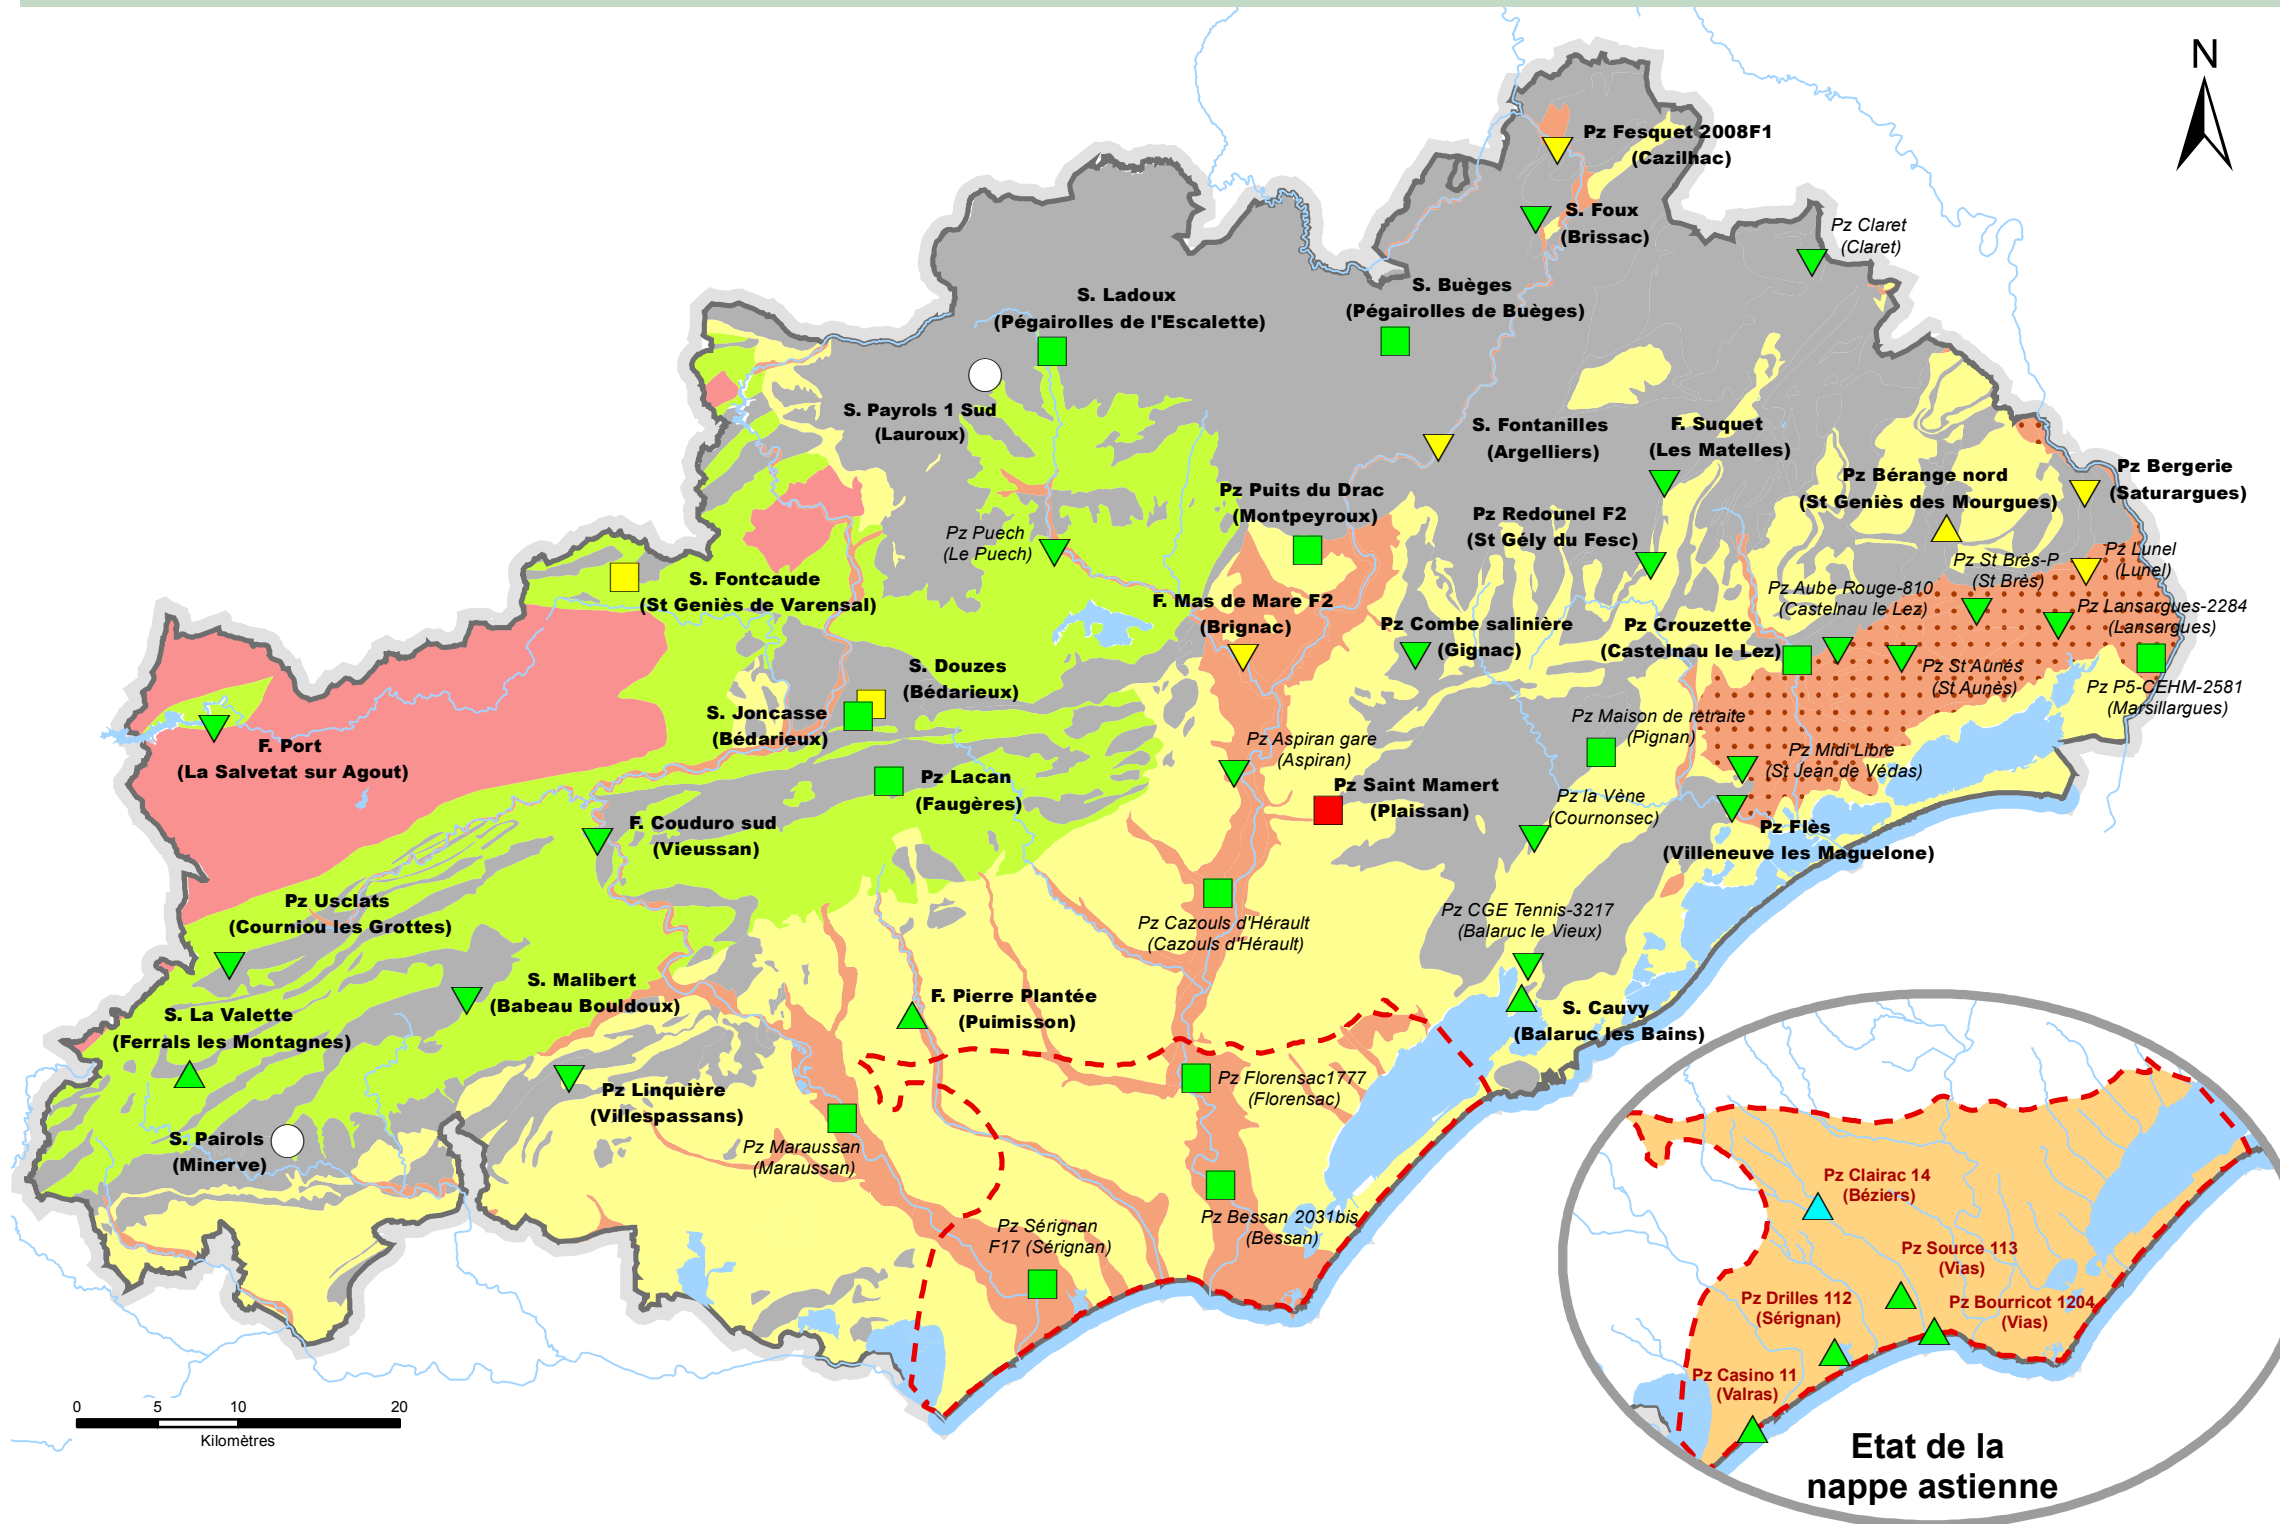 N
Pz Fesquet 2008F1
(Cazilhac)
S. Foux
(Brissac)
Pz Claret
(Claret)
S. Ladoux
(Pégairolles de l'Escalette)
S. Buèges
(Pégairolles de Buèges)
S. Payrols 1 Sud
(Lauroux)
S. Fontanilles
(Argelliers)
F. Suquet
(Les Matelles)
Pz Bérange nord
(St Geniès des Mourgues)
Pz Bergerie
(Saturargues)
Pz Puits du Drac
(Montpeyroux)
Pz Redounel F2
(St Gély du Fesc)
Pz Puech
(Le Puech)
Pz St Brès-P
(St Brès)
Pz Lunel
(Lunel)
S. Fontcaude
(St Geniès de Varensal)
F. Mas de Mare F2
(Brignac)
Pz Aube Rouge-810
(Castelnau le Lez)
Pz Lansargues-2284
(Lansargues)
Pz Combe salinière
(Gignac)
Pz Crouzette
(Castelnau le Lez)
S. Douzes
(Bédarieux)
Pz St Aunés
(St Aunès)
Pz P5-CEHM-2581
(Marsillargues)
S. Joncasse
(Bédarieux)
Pz Maison de retraite
(Pignan)
F. Port
(La Salvetat sur Agout)
Pz Aspiran gare
(Aspiran)
Pz Midi Libre
(St Jean de Védas)
Pz Lacan
(Faugères)
Pz Saint Mamert
(Plaissan)
Pz la Vène
(Cournonsec)
F. Couduro sud
(Vieussan)
Pz Flès
(Villeneuve les Maguelone)
Pz Usclats
(Courniou les Grottes)
Pz Cazouls d'Hérault
(Cazouls d'Hérault)
Pz CGE Tennis-3217
(Balaruc le Vieux)
S. Malibert
(Babeau Bouldoux)
F. Pierre Plantée
(Puimisson)
S. La Valette
(Ferrals les Montagnes)
S. Cauvy
(Balaruc les Bains)
Pz Linquière
(Villespassans)
Pz Florensac1777
(Florensac)
S. Pairols
(Minerve)
Pz Maraussan
(Maraussan)
Pz Sérignan
F17 (Sérignan)
Pz Bessan 2031bis
(Bessan)
Pz Clairac 14
(Béziers)
Pz Source 113
(Vias)
Pz Drilles 112
(Sérignan)
Pz Bourricot 1204
(Vias)
Pz Casino 11
(Valras)
Etat de la
nappe astienne
0 5 10 20
Kilomètres